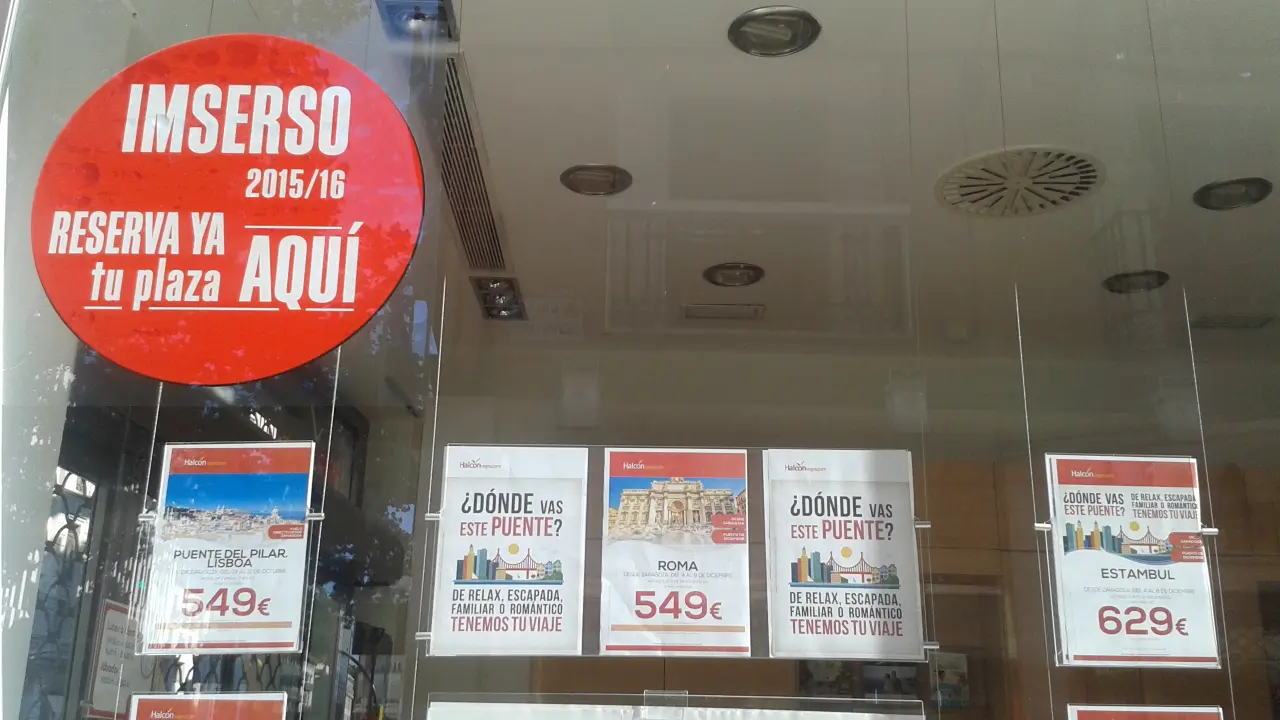 IMSERSO
2015/16
RESERVA YA
tu plaza AQUÍ
Halcón
PUENTE DEL PILAR.
LISBOA
549€
Halcón
¿DÓNDE VAS
ESTE PUENTE?
DE RELAX, ESCAPADA,
FAMILIAR O ROMÁNTICO
TENEMOS TU VIAJE
Halcón
ROMA
549€
Halcón
¿DÓNDE VAS
ESTE PUENTE?
DE RELAX, ESCAPADA,
FAMILIAR O ROMÁNTICO
TENEMOS TU VIAJE
Halcón
¿DÓNDE VAS
ESTE PUENTE?
DE RELAX, ESCAPADA,
FAMILIAR O ROMÁNTICO
TENEMOS TU VIAJE
ESTAMBUL
629€
Halcón